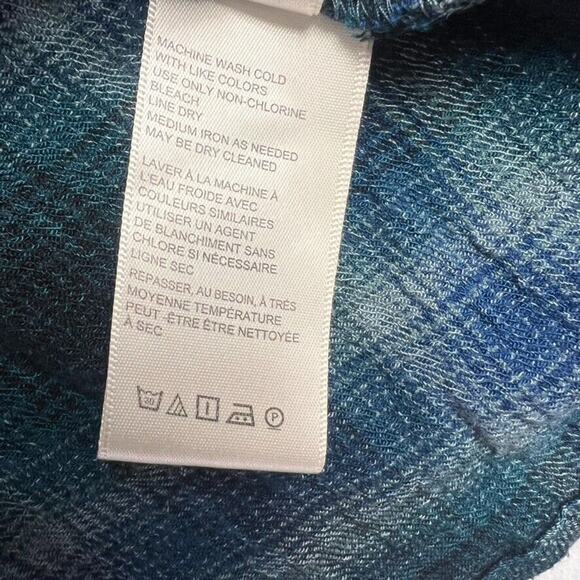 MACHINE WASH COLD
WITH LIKE COLORS
USE ONLY NON-CHLORINE
BLEACH
LINE DRY
MEDIUM IRON AS NEEDED
MAY BE DRY CLEANED
LAVER À LA MACHINE À
L'EAU FROIDE AVEC
COULEURS SIMILAIRES
UTILISER UN AGENT
DE BLANCHIMENT SANS
CHLORE SI NÉCESSAIRE
LIGNE SEC
REPASSER, AU BESOIN, À TRÈS
MOYENNE TEMPÉRATURE
PEUT -ÊTRE ÊTRE NETTOYÉE
À SEC
30 P